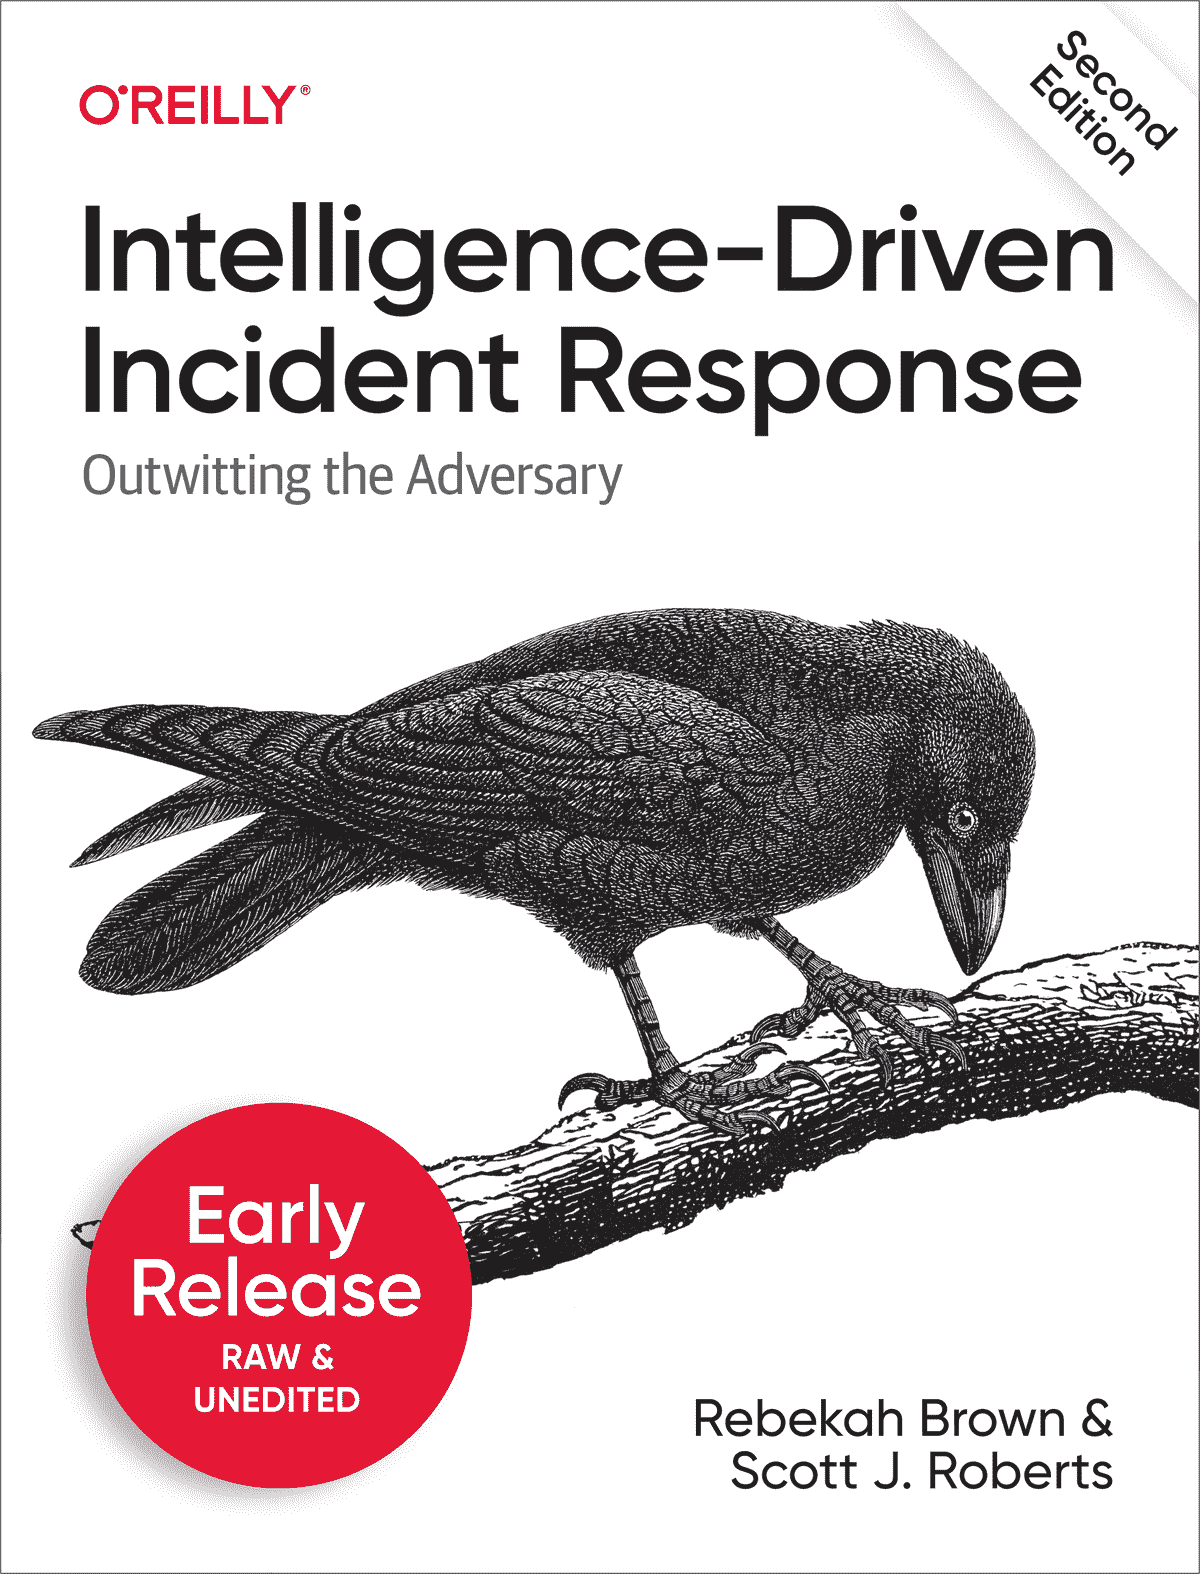 O'REILLY®
Second
Edition
Intelligence-Driven
Incident Response
Outwitting the Adversary
Early
Release
RAW &
UNEDITED
Rebekah Brown &
Scott J. Roberts